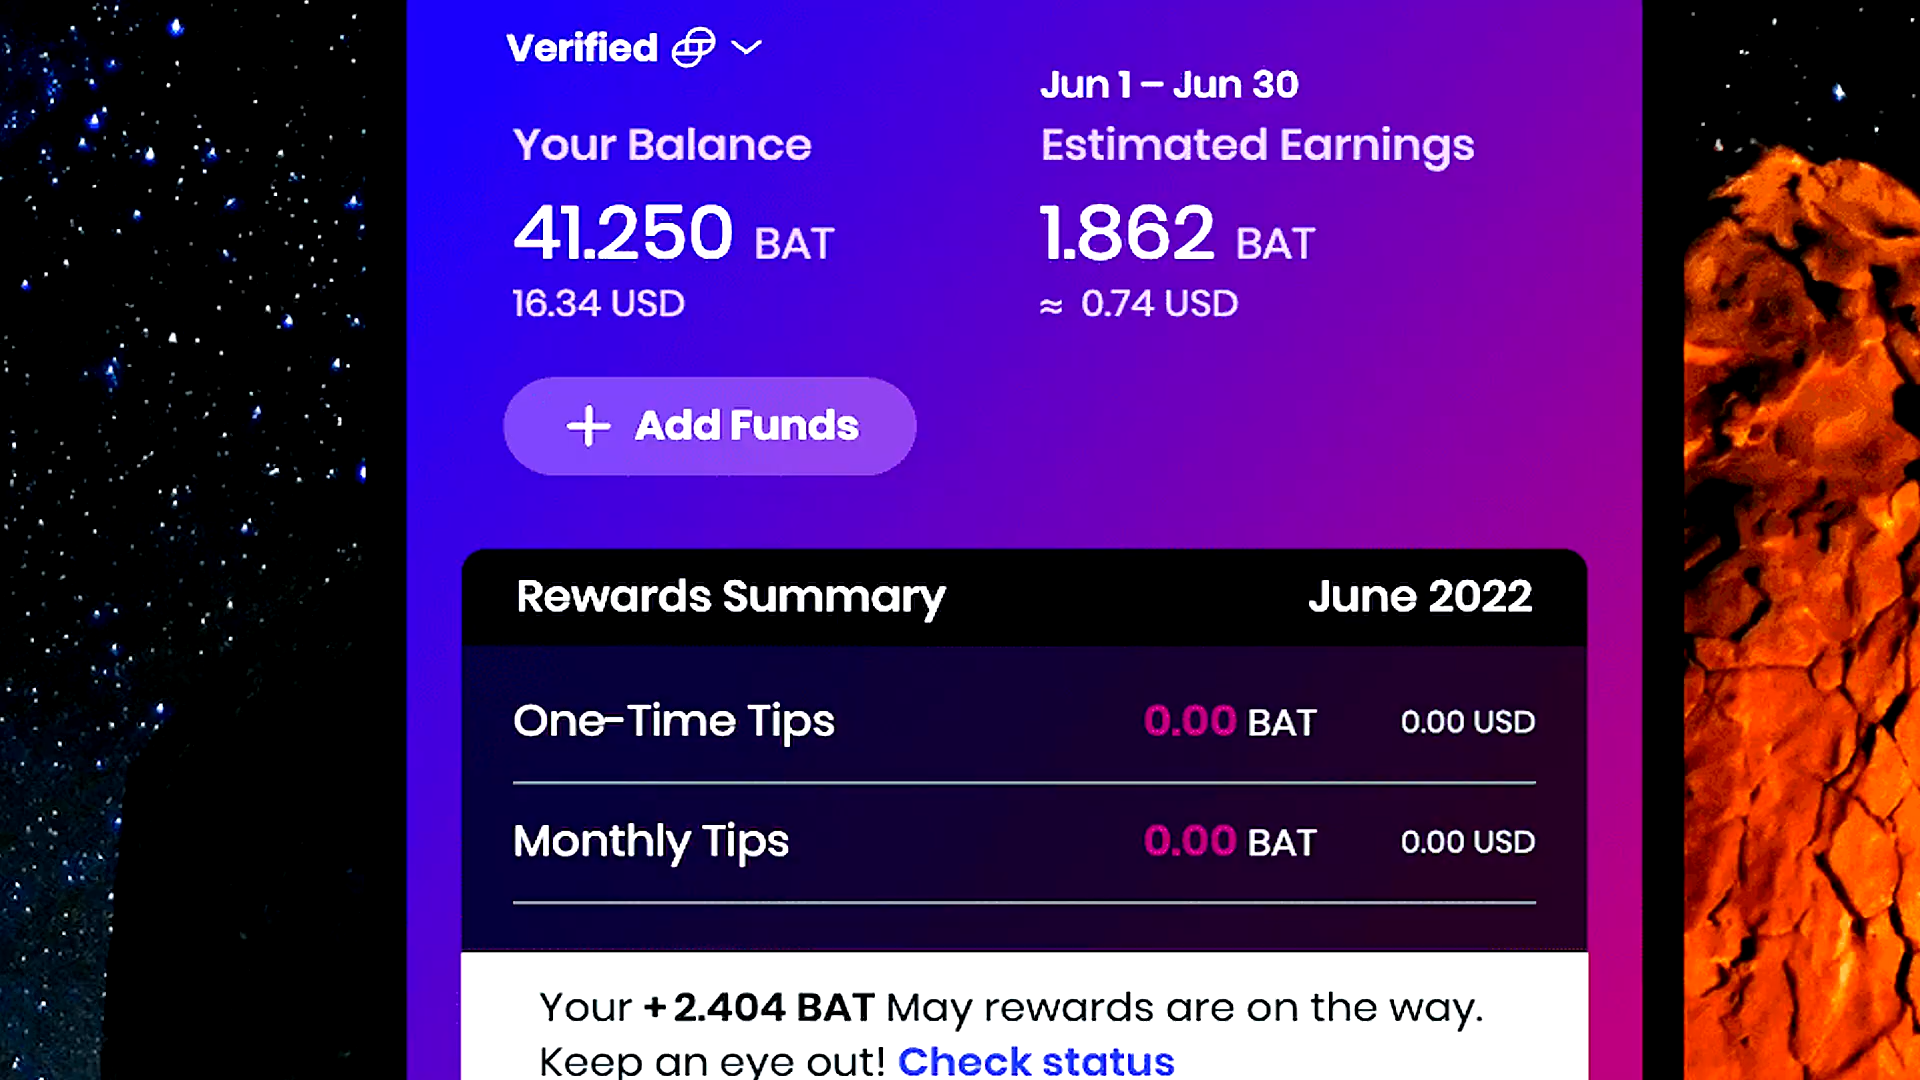 Verified
Jun 1 – Jun 30
Your Balance
Estimated Earnings
41.250 BAT
1.862 BAT
16.34 USD
≈ 0.74 USD
+ Add Funds
Rewards Summary
June 2022
One-Time Tips 0.00 BAT 0.00 USD
Monthly Tips 0.00 BAT 0.00 USD
Your +2.404 BAT May rewards are on the way.
Keep an eye out! Check status